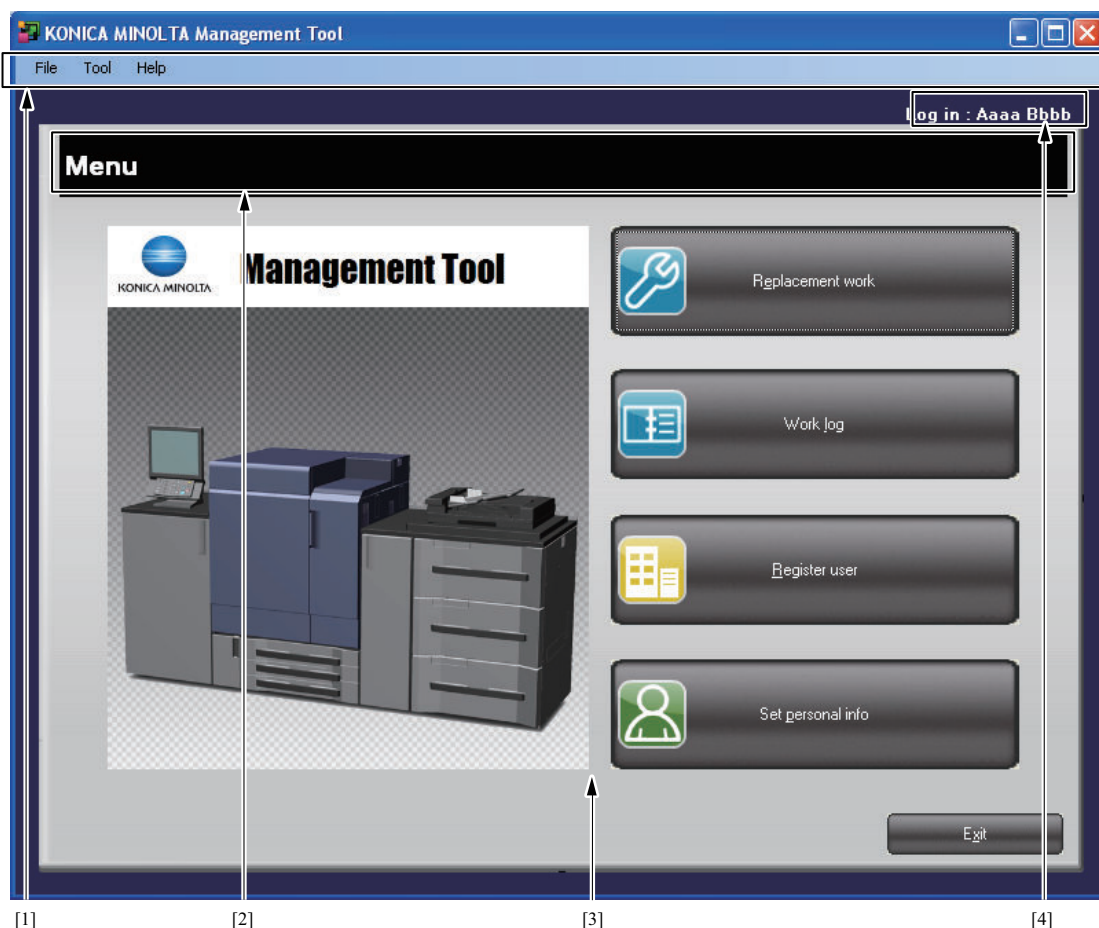 KONICA MINOLTA Management Tool
File Tool Help
Log in : Aaaa Bbbb
Menu
KONICA MINOLTA
Management Tool
Replacement work
Work log
Register user
Set personal info
Exit
[1] [2] [3] [4]